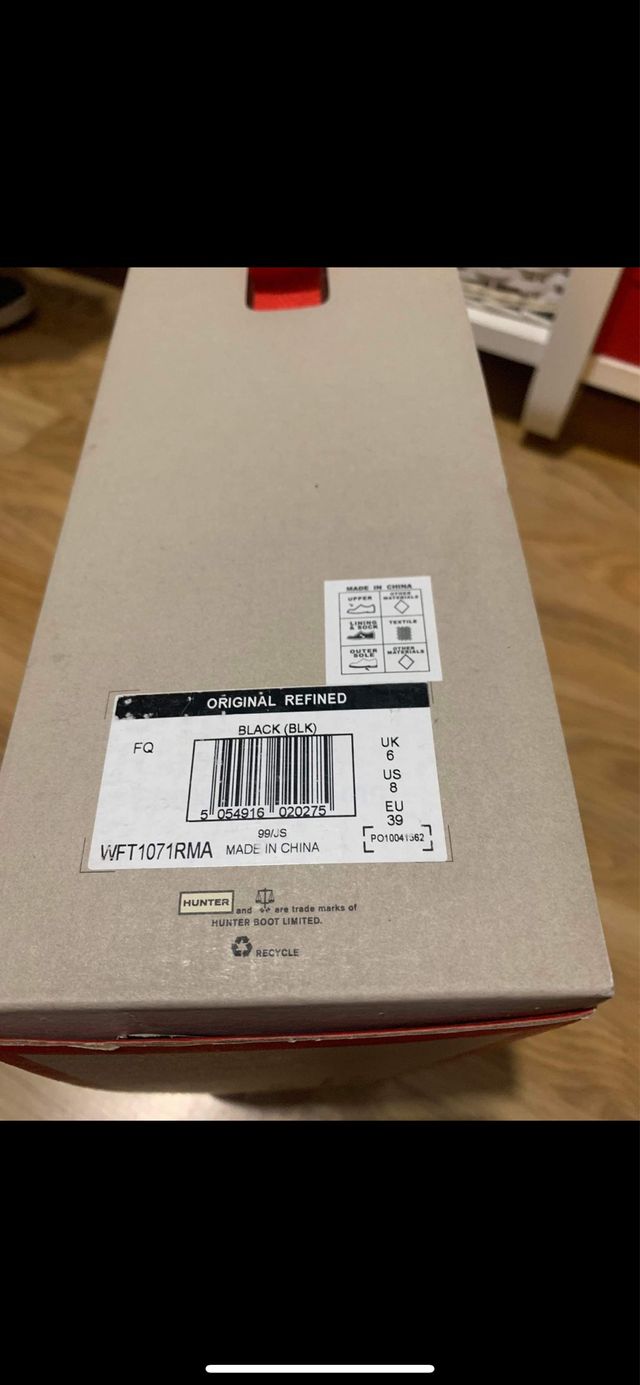 MADE IN CHINA
UPPER
OTHER MATERIALS
LINING & SOCK
TEXTILE
OUTER SOLE
OTHER MATERIALS
ORIGINAL REFINED
BLACK (BLK)
FQ
UK
6
US
8
EU
39
5 054916 020275
99/JS
WFT1071RMA MADE IN CHINA
PO10041562
HUNTER and are trade marks of
HUNTER BOOT LIMITED.
RECYCLE